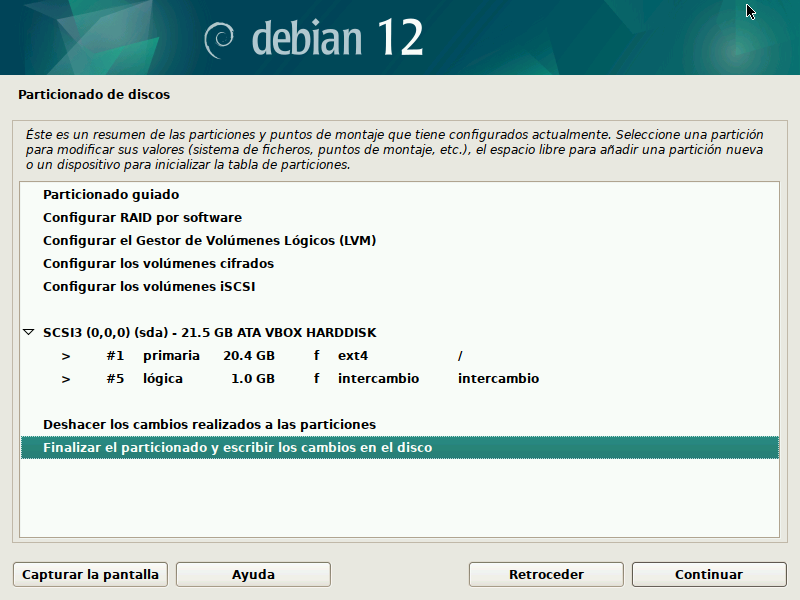 debian 12
Particionado de discos
Éste es un resumen de las particiones y puntos de montaje que tiene configurados actualmente. Seleccione una partición
para modificar sus valores (sistema de ficheros, puntos de montaje, etc.), el espacio libre para añadir una partición nueva
o un dispositivo para inicializar la tabla de particiones.
Particionado guiado
Configurar RAID por software
Configurar el Gestor de Volúmenes Lógicos (LVM)
Configurar los volúmenes cifrados
Configurar los volúmenes iSCSI
SCSI3 (0,0,0) (sda) - 21.5 GB ATA VBOX HARDDISK
> #1 primaria 20.4 GB f ext4 /
> #5 lógica 1.0 GB f intercambio intercambio
Deshacer los cambios realizados a las particiones
Finalizar el particionado y escribir los cambios en el disco
Capturar la pantalla Ayuda Retroceder Continuar